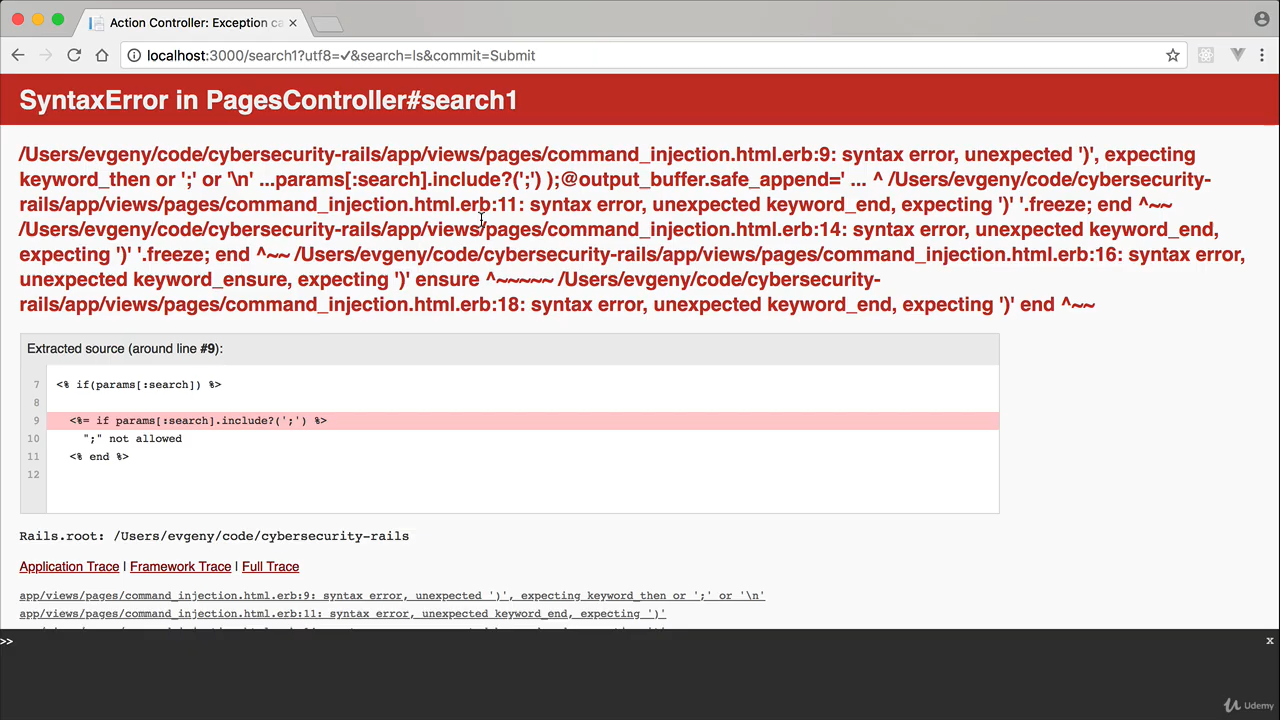 Action Controller: Exception ca
localhost:3000/search1?utf8=✓&search=ls&commit=Submit
SyntaxError in PagesController#search1
/Users/evgeny/code/cybersecurity-rails/app/views/pages/command_injection.html.erb:9: syntax error, unexpected ')', expecting
keyword_then or ';' or '\n' ...params[:search].include?(';') );@output_buffer.safe_append=' ... ^ /Users/evgeny/code/cybersecurity-
rails/app/views/pages/command_injection.html.erb:11: syntax error, unexpected keyword_end, expecting ')' '.freeze; end ^~~
/Users/evgeny/code/cybersecurity-rails/app/views/pages/command_injection.html.erb:14: syntax error, unexpected keyword_end,
expecting ')' '.freeze; end ^~~ /Users/evgeny/code/cybersecurity-rails/app/views/pages/command_injection.html.erb:16: syntax error,
unexpected keyword_ensure, expecting ')' ensure ^~~~~~ /Users/evgeny/code/cybersecurity-
rails/app/views/pages/command_injection.html.erb:18: syntax error, unexpected keyword_end, expecting ')' end ^~~
Extracted source (around line #9):
7 <% if(params[:search]) %>
8
9 <%= if params[:search].include?(';') %>
10 ";" not allowed
11 <% end %>
12
Rails.root: /Users/evgeny/code/cybersecurity-rails
Application Trace | Framework Trace | Full Trace
app/views/pages/command_injection.html.erb:9: syntax error, unexpected ')', expecting keyword_then or ';' or '\n'
app/views/pages/command_injection.html.erb:11: syntax error, unexpected keyword_end, expecting ')'
>> x
Udemy